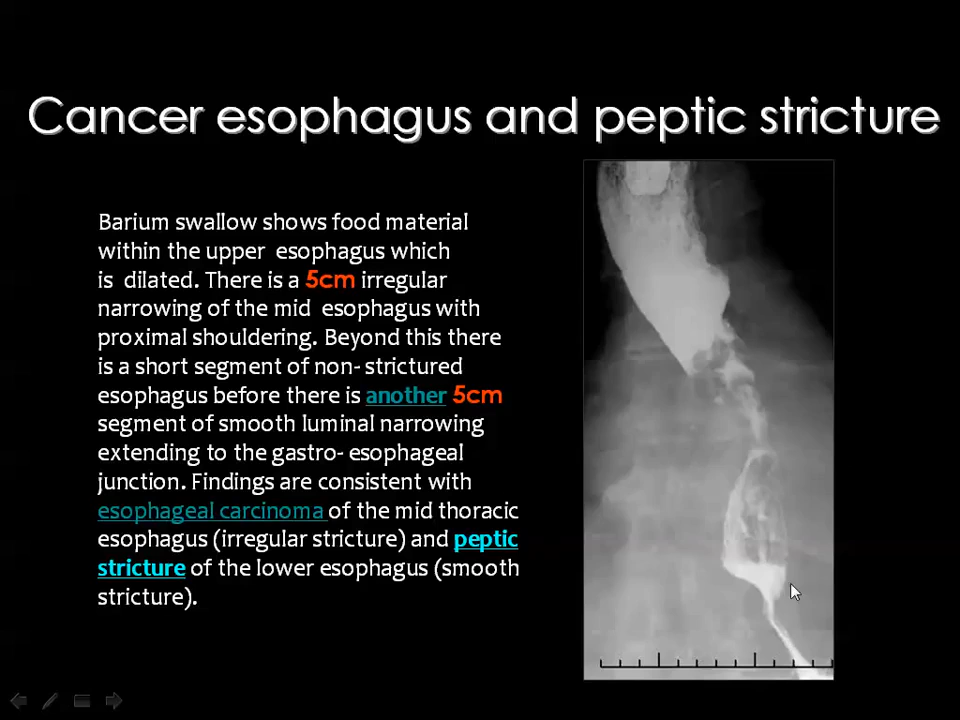 Cancer esophagus and peptic stricture
Barium swallow shows food material
within the upper esophagus which
is dilated. There is a 5cm irregular
narrowing of the mid esophagus with
proximal shouldering. Beyond this there
is a short segment of non- strictured
esophagus before there is another 5cm
segment of smooth luminal narrowing
extending to the gastro- esophageal
junction. Findings are consistent with
esophageal carcinoma of the mid thoracic
esophagus (irregular stricture) and peptic
stricture of the lower esophagus (smooth
stricture).